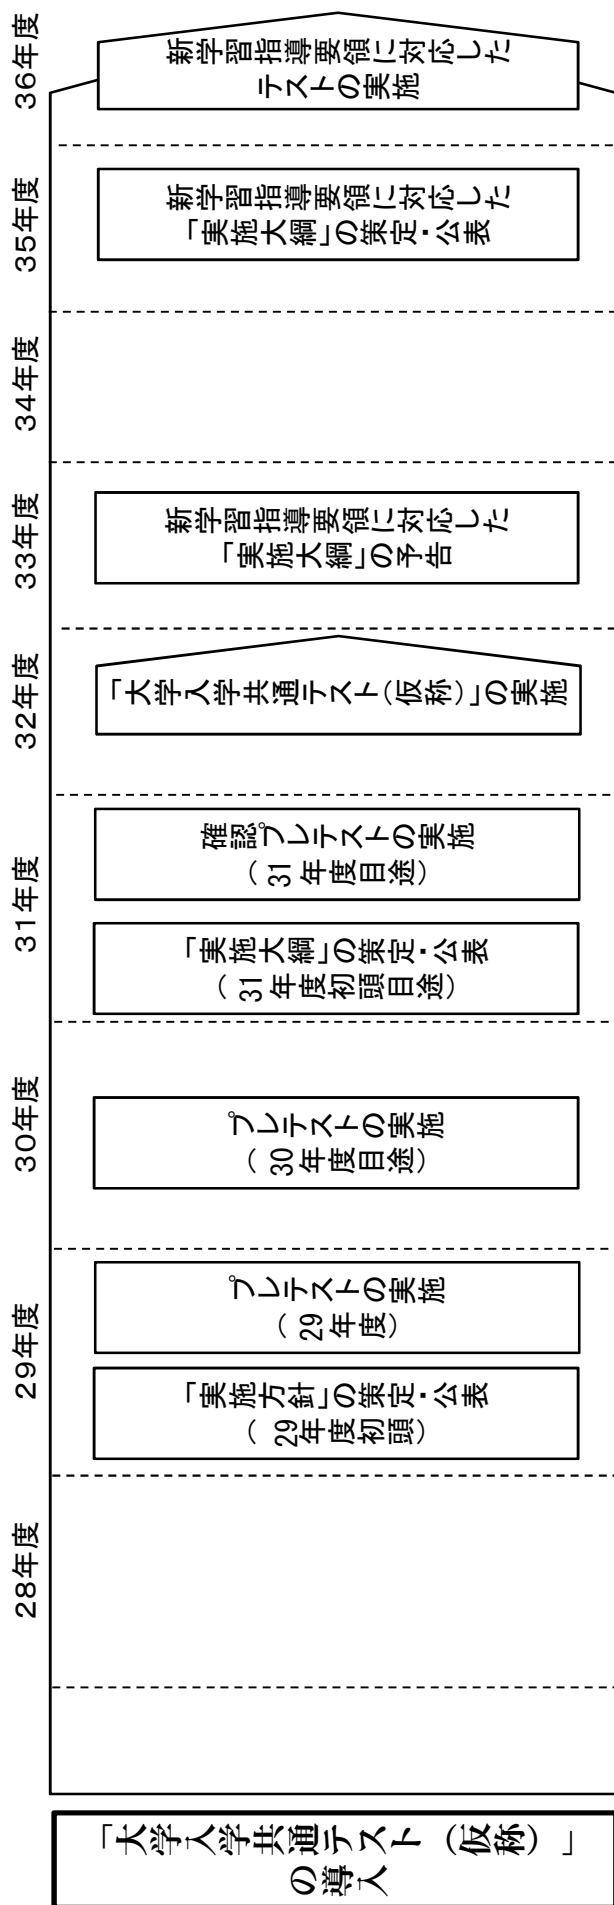 「大学入学共通テスト（仮称）」
の導入
28年度
29年度
「実施方針」の策定・公表
（ 29年度初頭）
プレテストの実施
（ 29年度）
30年度
プレテストの実施
（ 30年度目途）
31年度
「実施大綱」の策定・公表
（ 31年度初頭目途）
確認プレテストの実施
（ 31年度目途）
32年度
「大学入学共通テスト（仮称）」の実施
33年度
新学習指導要領に対応した
「実施大綱」の予告
34年度
35年度
新学習指導要領に対応した
「実施大綱」の策定・公表
36年度
新学習指導要領に対応した
テストの実施